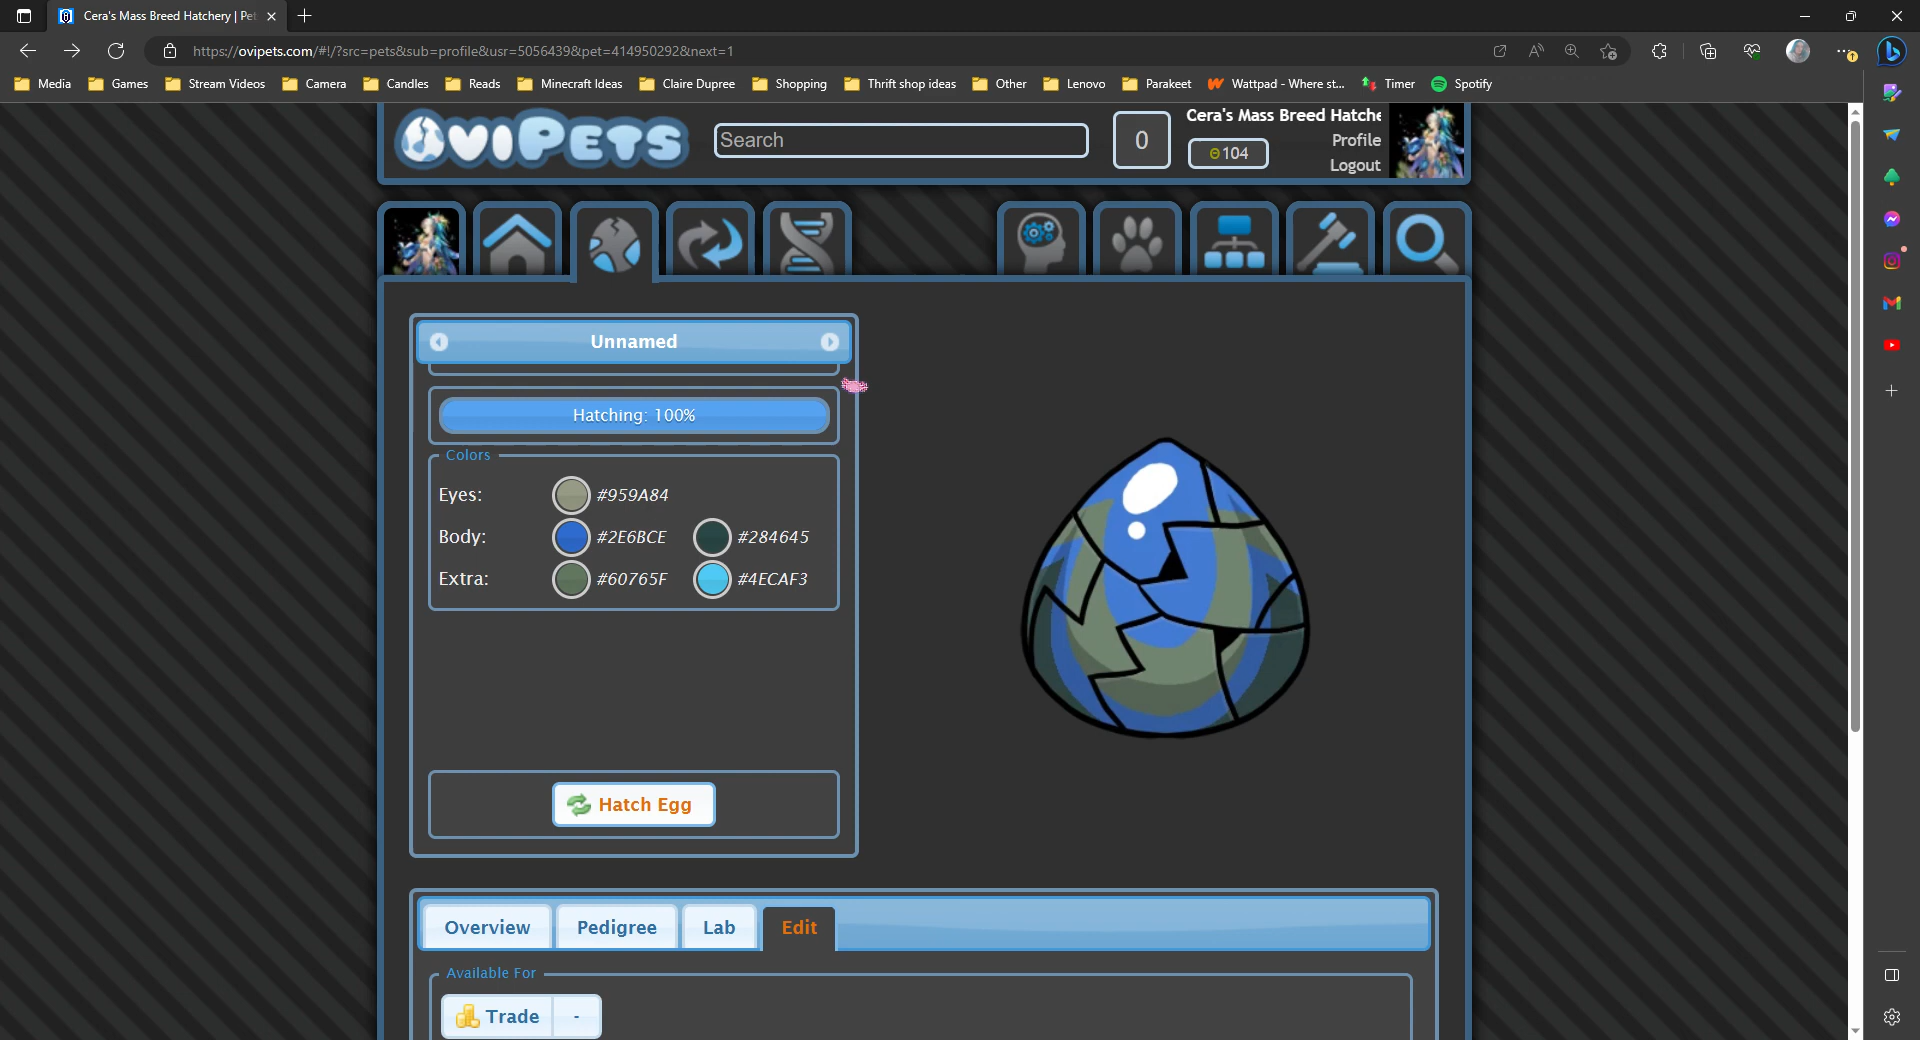 Cera's Mass Breed Hatchery | Pet
https://ovipets.com/#!/?src=pets&sub=profile&usr=5056439&pet=414950292&next=1
Media Games Stream Videos Camera Candles Reads Minecraft Ideas Claire Dupree Shopping Thrift shop ideas Other Lenovo Parakeet Wattpad - Where st... Timer Spotify
OVIPETS
Search
0
Cera's Mass Breed Hatche
104
Profile
Logout
Unnamed
Hatching: 100%
Colors
Eyes: #959A84
Body: #2E6BCE #284645
Extra: #60765F #4ECAF3
Hatch Egg
Overview Pedigree Lab Edit
Available For
Trade -